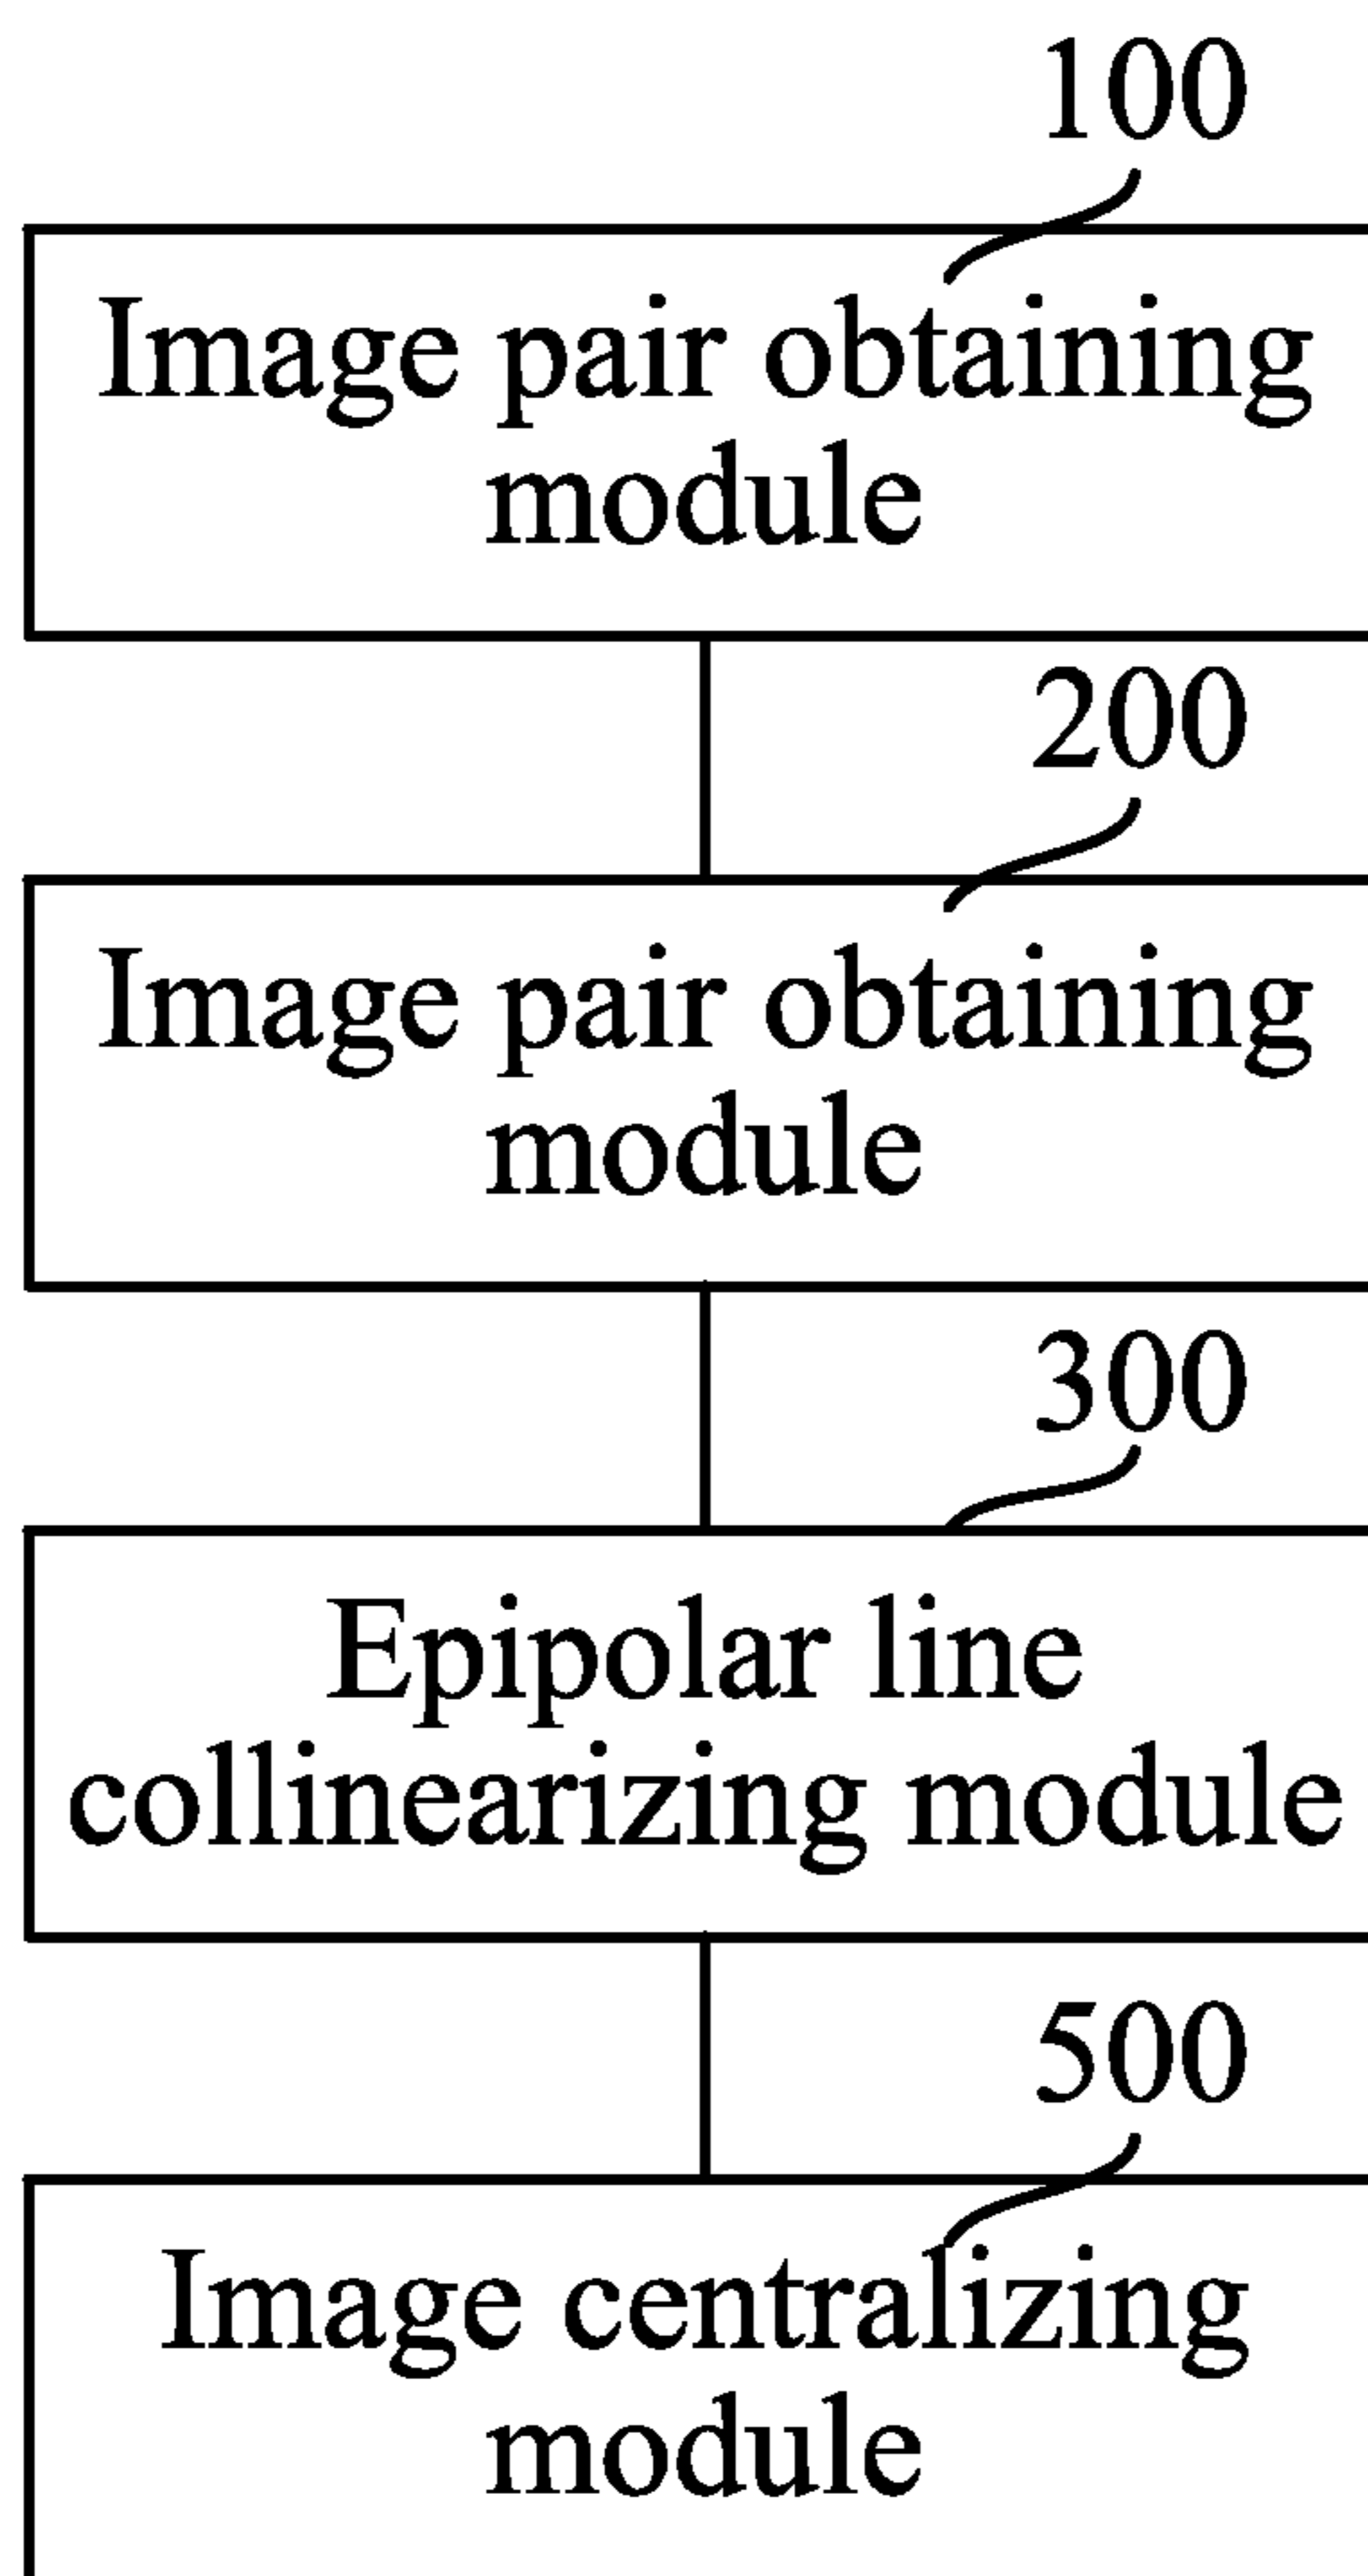 100
Image pair obtaining
module
200
Image pair obtaining
module
300
Epipolar line
collinearizing module
500
Image centralizing
module